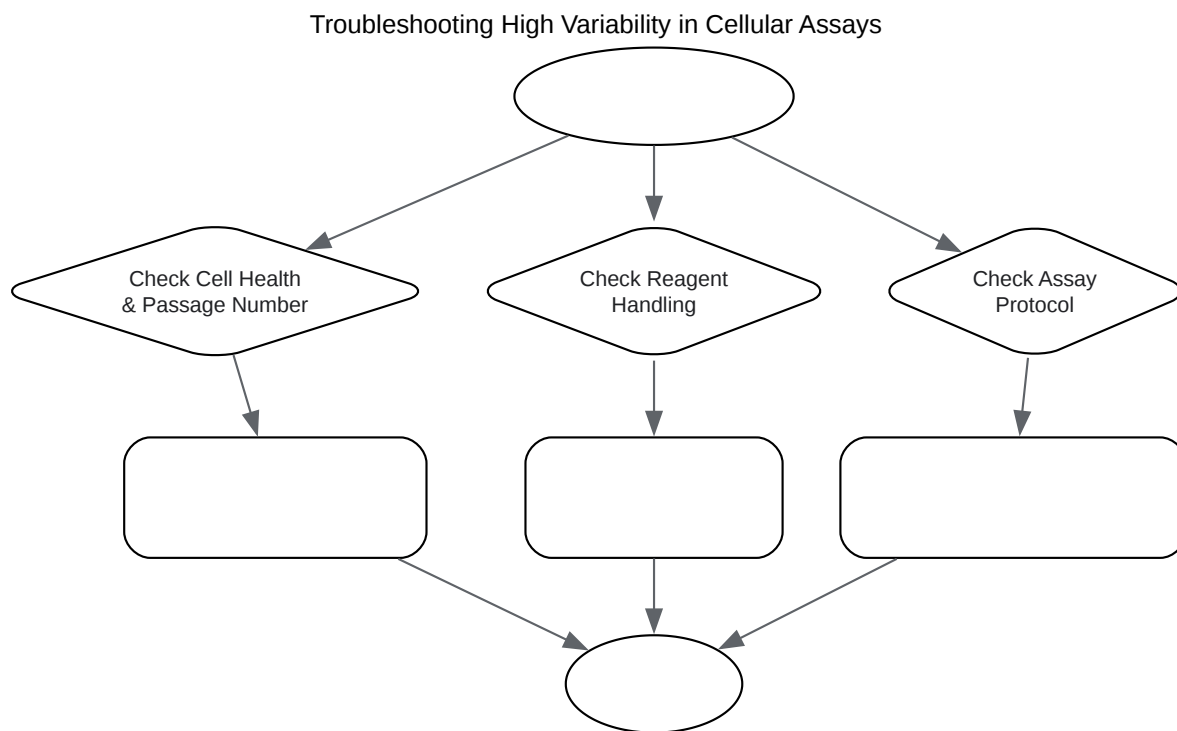 Troubleshooting High Variability in Cellular Assays
Check Cell Health
& Passage Number
Check Reagent
Handling
Check Assay
Protocol